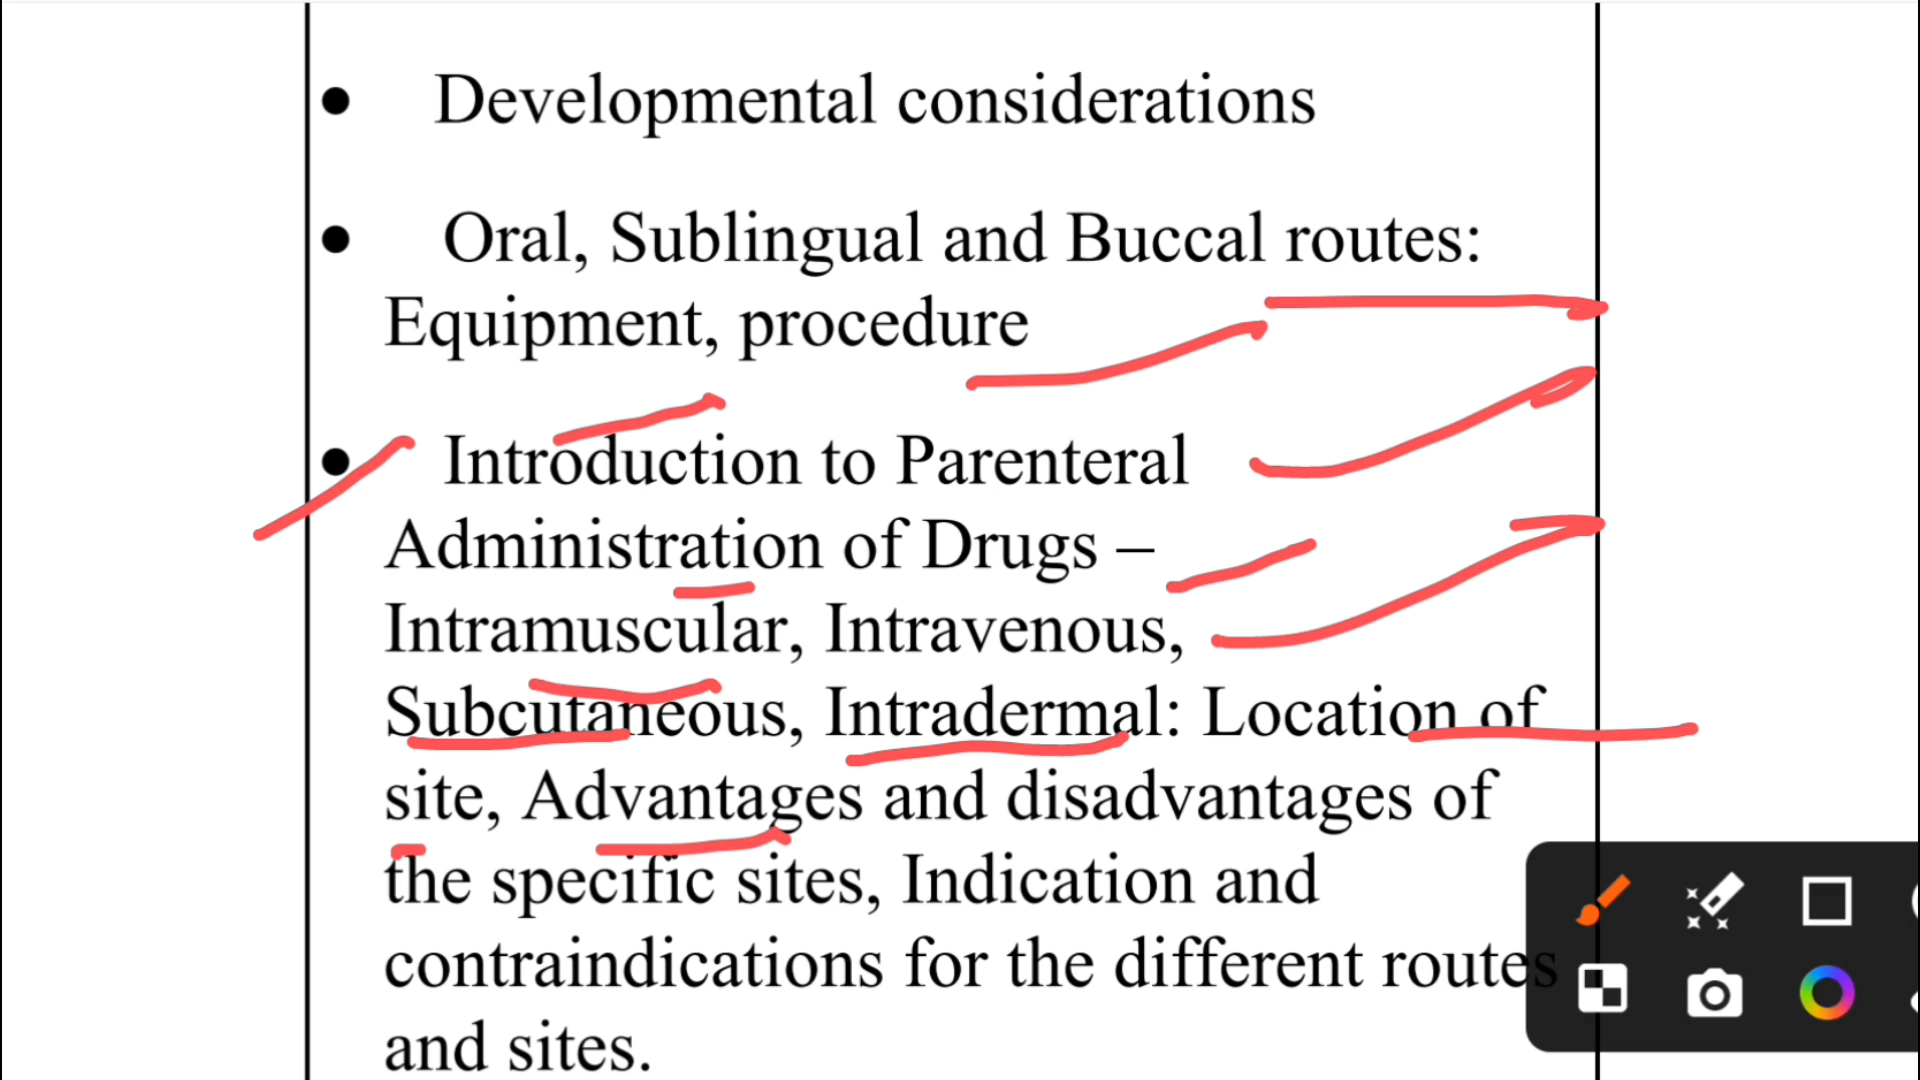 • Developmental considerations
• Oral, Sublingual and Buccal routes:
Equipment, procedure
• Introduction to Parenteral
Administration of Drugs –
Intramuscular, Intravenous,
Subcutaneous, Intradermal: Location of
site, Advantages and disadvantages of
the specific sites, Indication and
contraindications for the different routes
and sites.